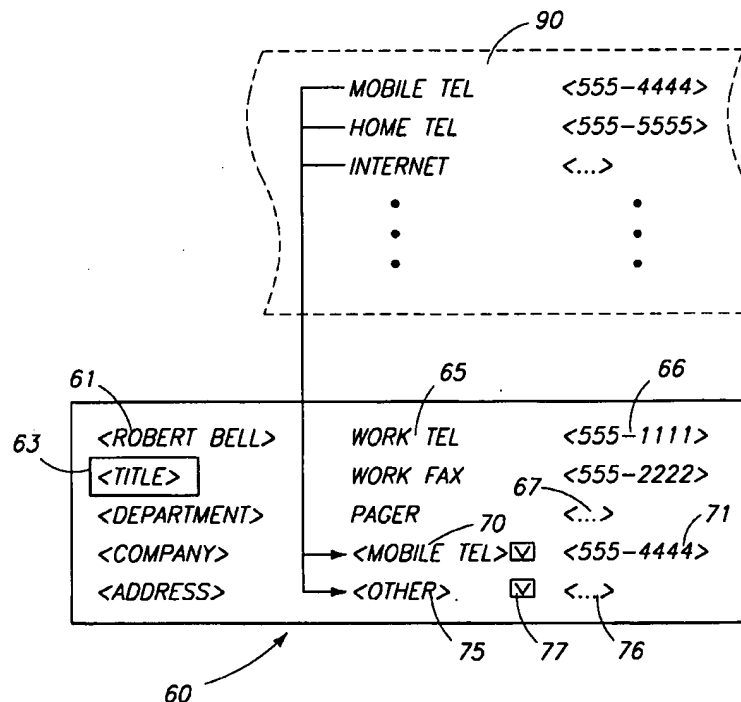 90
MOBILE TEL <555-4444>
HOME TEL <555-5555>
INTERNET <...>
61 65 66
63 <ROBERT BELL> WORK TEL <555-1111>
<TITLE> WORK FAX <555-2222>
67
<DEPARTMENT> PAGER <...>
70 71
<COMPANY> <MOBILE TEL> <555-4444>
<ADDRESS> <OTHER> <...>
75 77 76
60